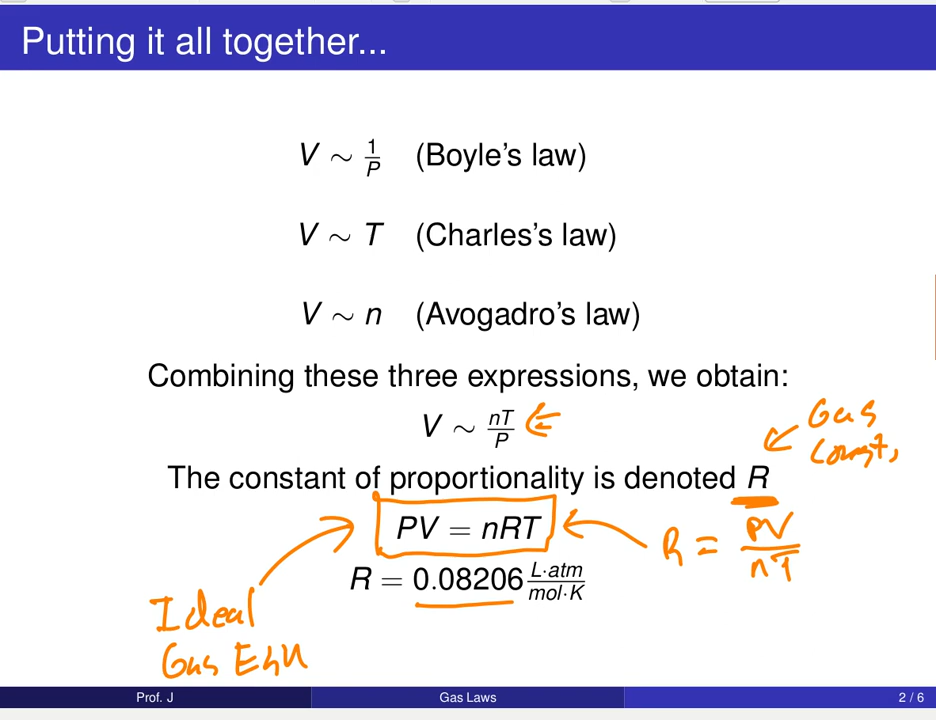 Putting it all together...
V ∼ 1/P (Boyle's law)
V ∼ T (Charles's law)
V ∼ n (Avogadro's law)
Combining these three expressions, we obtain:
V ∼ nT/P
Gas
Const,
The constant of proportionality is denoted R
PV = nRT
R = PV/nT
R = 0.08206 L·atm/mol·K
Ideal
Gas Eqn
Prof. J Gas Laws 2 / 6